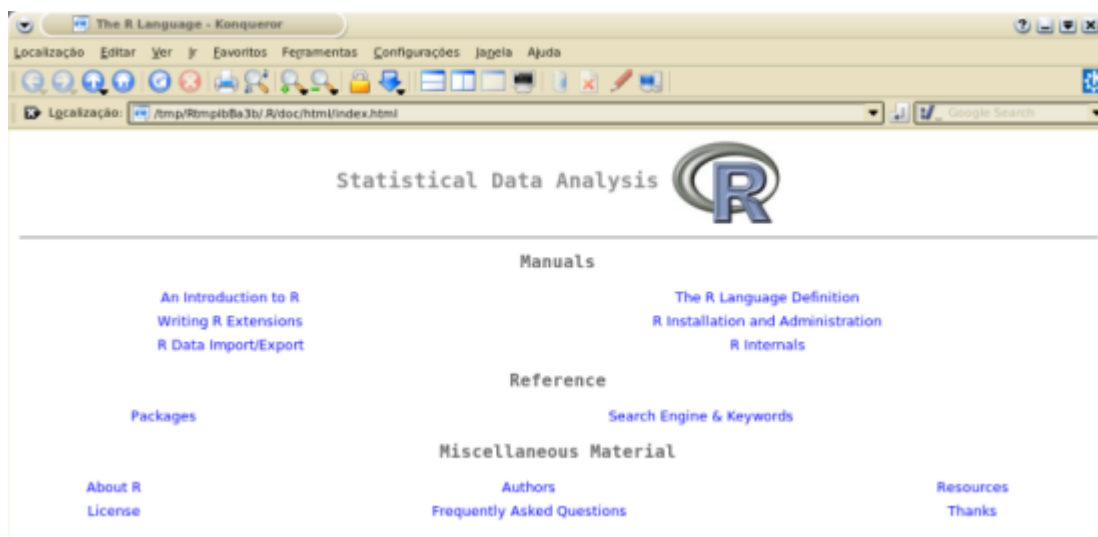 The R Language - Konqueror
Localização Editar Ver Ir Favoritos Ferramentas Configurações Janela Ajuda
Localização: /tmp/RtmpibBa3b/.R/doc/html/index.html Google Search
Statistical Data Analysis R
Manuals
An Introduction to R The R Language Definition
Writing R Extensions R Installation and Administration
R Data Import/Export R Internals
Reference
Packages Search Engine & Keywords
Miscellaneous Material
About R Authors Resources
License Frequently Asked Questions Thanks